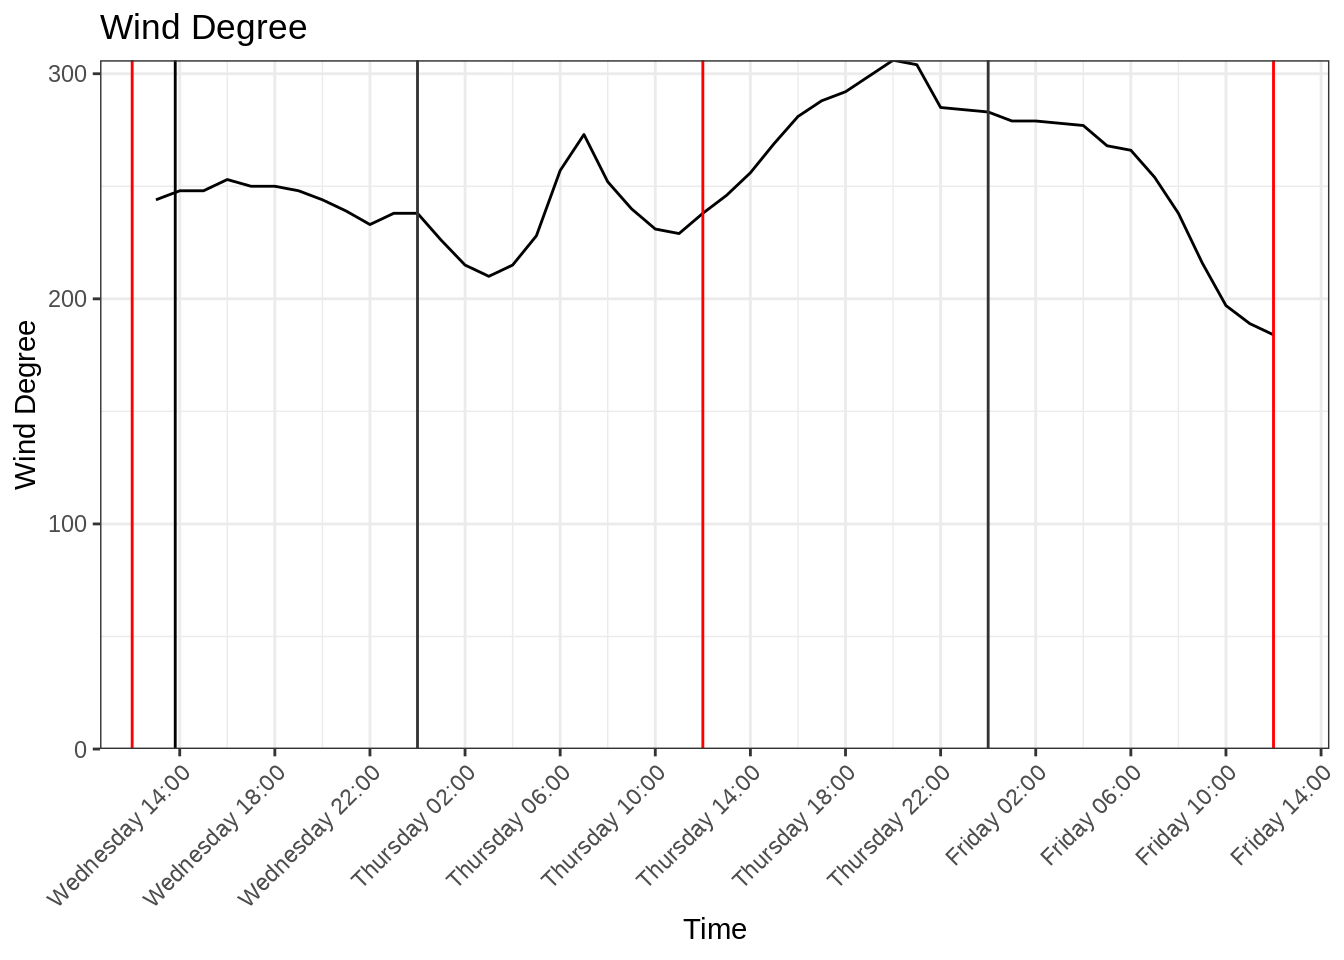 Wind Degree
300
200
100
0
Wind Degree
Wednesday 14:00
Wednesday 18:00
Wednesday 22:00
Thursday 02:00
Thursday 06:00
Thursday 10:00
Thursday 14:00
Thursday 18:00
Thursday 22:00
Friday 02:00
Friday 06:00
Friday 10:00
Friday 14:00
Time